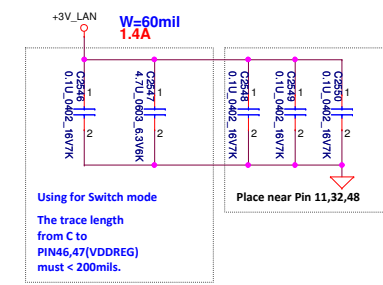 +3V_LAN
W=60mil
1.4A
C2546
0.1U_0402_16V7K
1
2
C2547
4.7U_0603_6.3V6K
1
2
C2548
0.1U_0402_16V7K
1
2
C2549
0.1U_0402_16V7K
1
2
C2550
0.1U_0402_16V7K
1
2
Using for Switch mode
The trace length
from C to
PIN46,47(VDDREG)
must < 200mils.
Place near Pin 11,32,48